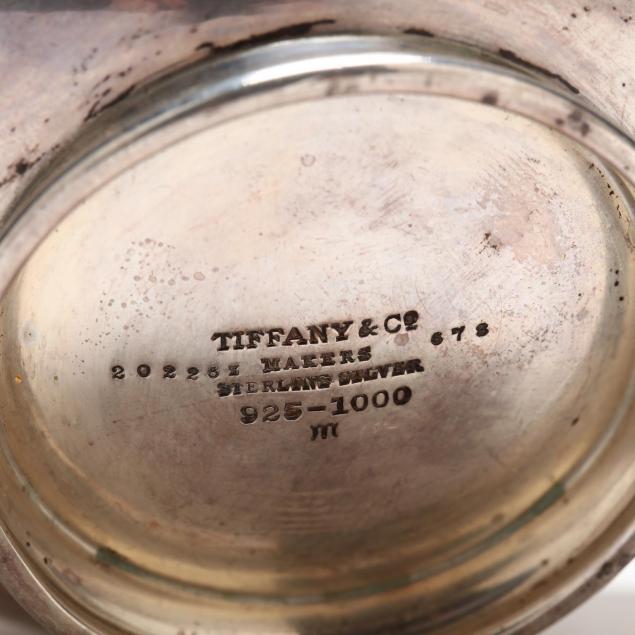 TIFFANY & Co
202261 MAKERS 678
STERLING SILVER
925-1000
m